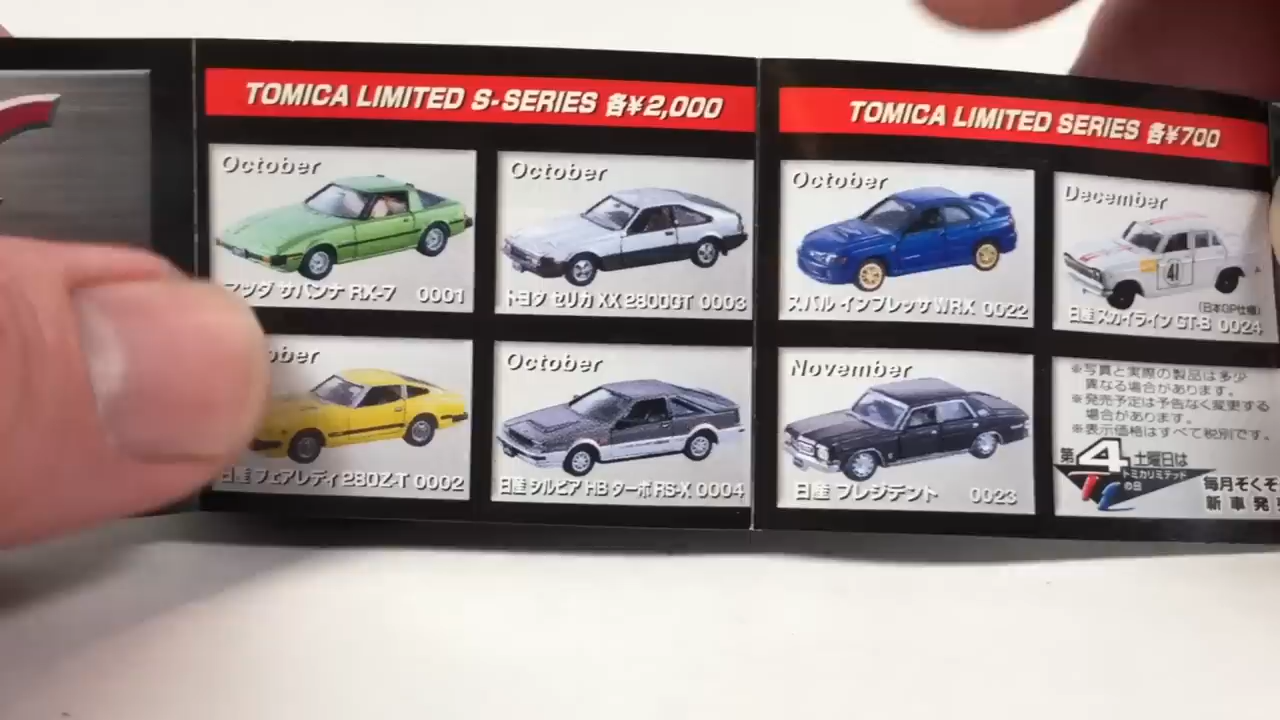 TOMICA LIMITED S-SERIES 各¥2,000
October
マツダ サバンナ RX-7 0001
October
トヨタ セリカ XX 2800GT 0003
日産 フェアレディ 280Z-T 0002
October
日産 シルビア HB ターボ RS-X 0004
TOMICA LIMITED SERIES 各¥700
October
スバル インプレッサ WRX 0022
December
41
(日本GP仕様)
日産 スカイライン GT-B 0024
November
日産 プレジデント 0023
※写真と実際の製品は多少
異なる場合があります。
※発売予定は予告なく変更する
場合があります。
※表示価格はすべて税別です。
第4土曜日は
トミカリミテッド
の日
毎月ぞくぞ
新車発